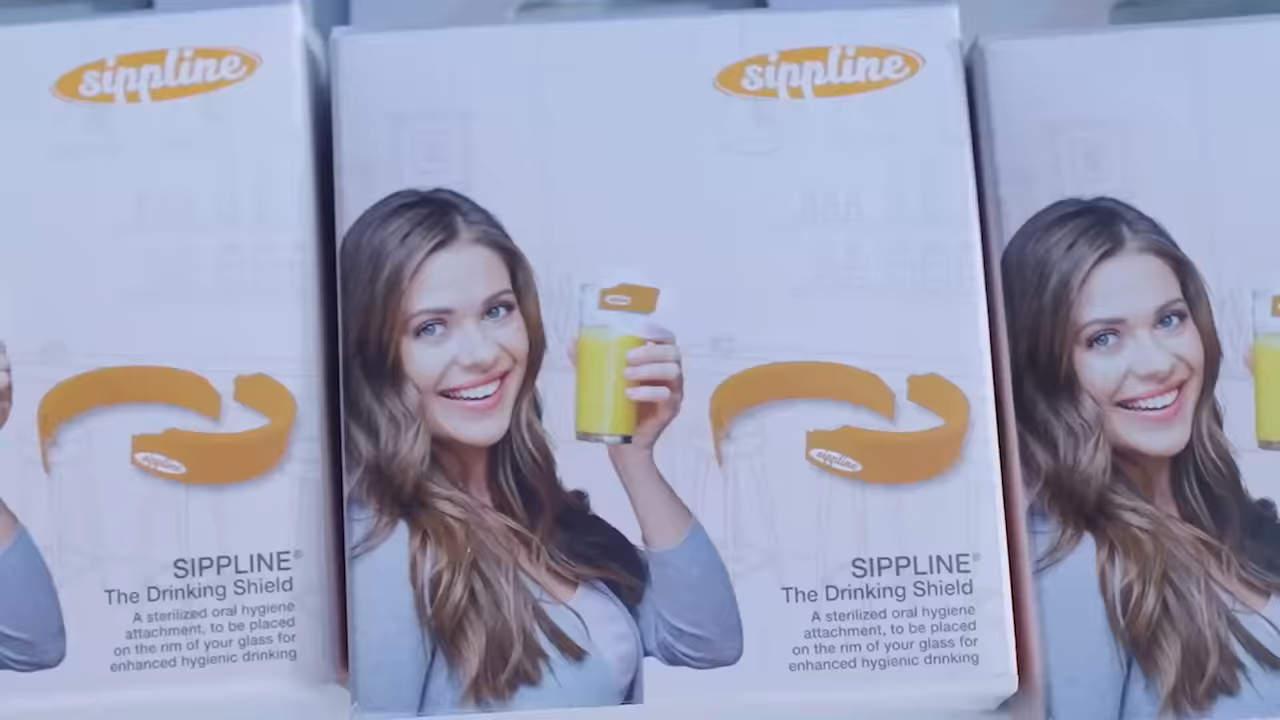 sippline
sippline
SIPPLINE®
The Drinking Shield
A sterilized oral hygiene
attachment, to be placed
on the rim of your glass for
enhanced hygienic drinking
sippline
sippline
SIPPLINE®
The Drinking Shield
A sterilized oral hygiene
attachment, to be placed
on the rim of your glass for
enhanced hygienic drinking